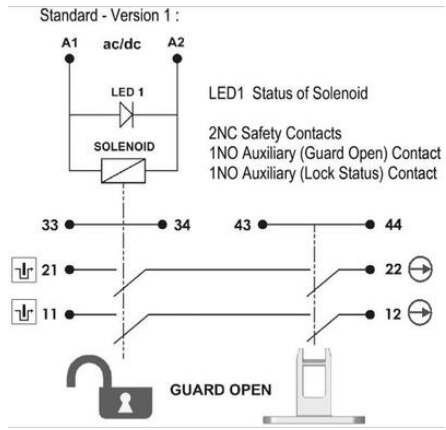 Standard - Version 1 :
A1 ac/dc A2
LED 1
LED1 Status of Solenoid
SOLENOID
2NC Safety Contacts
1NO Auxiliary (Guard Open) Contact
1NO Auxiliary (Lock Status) Contact
33 34 43 44
21 22
11 12
GUARD OPEN